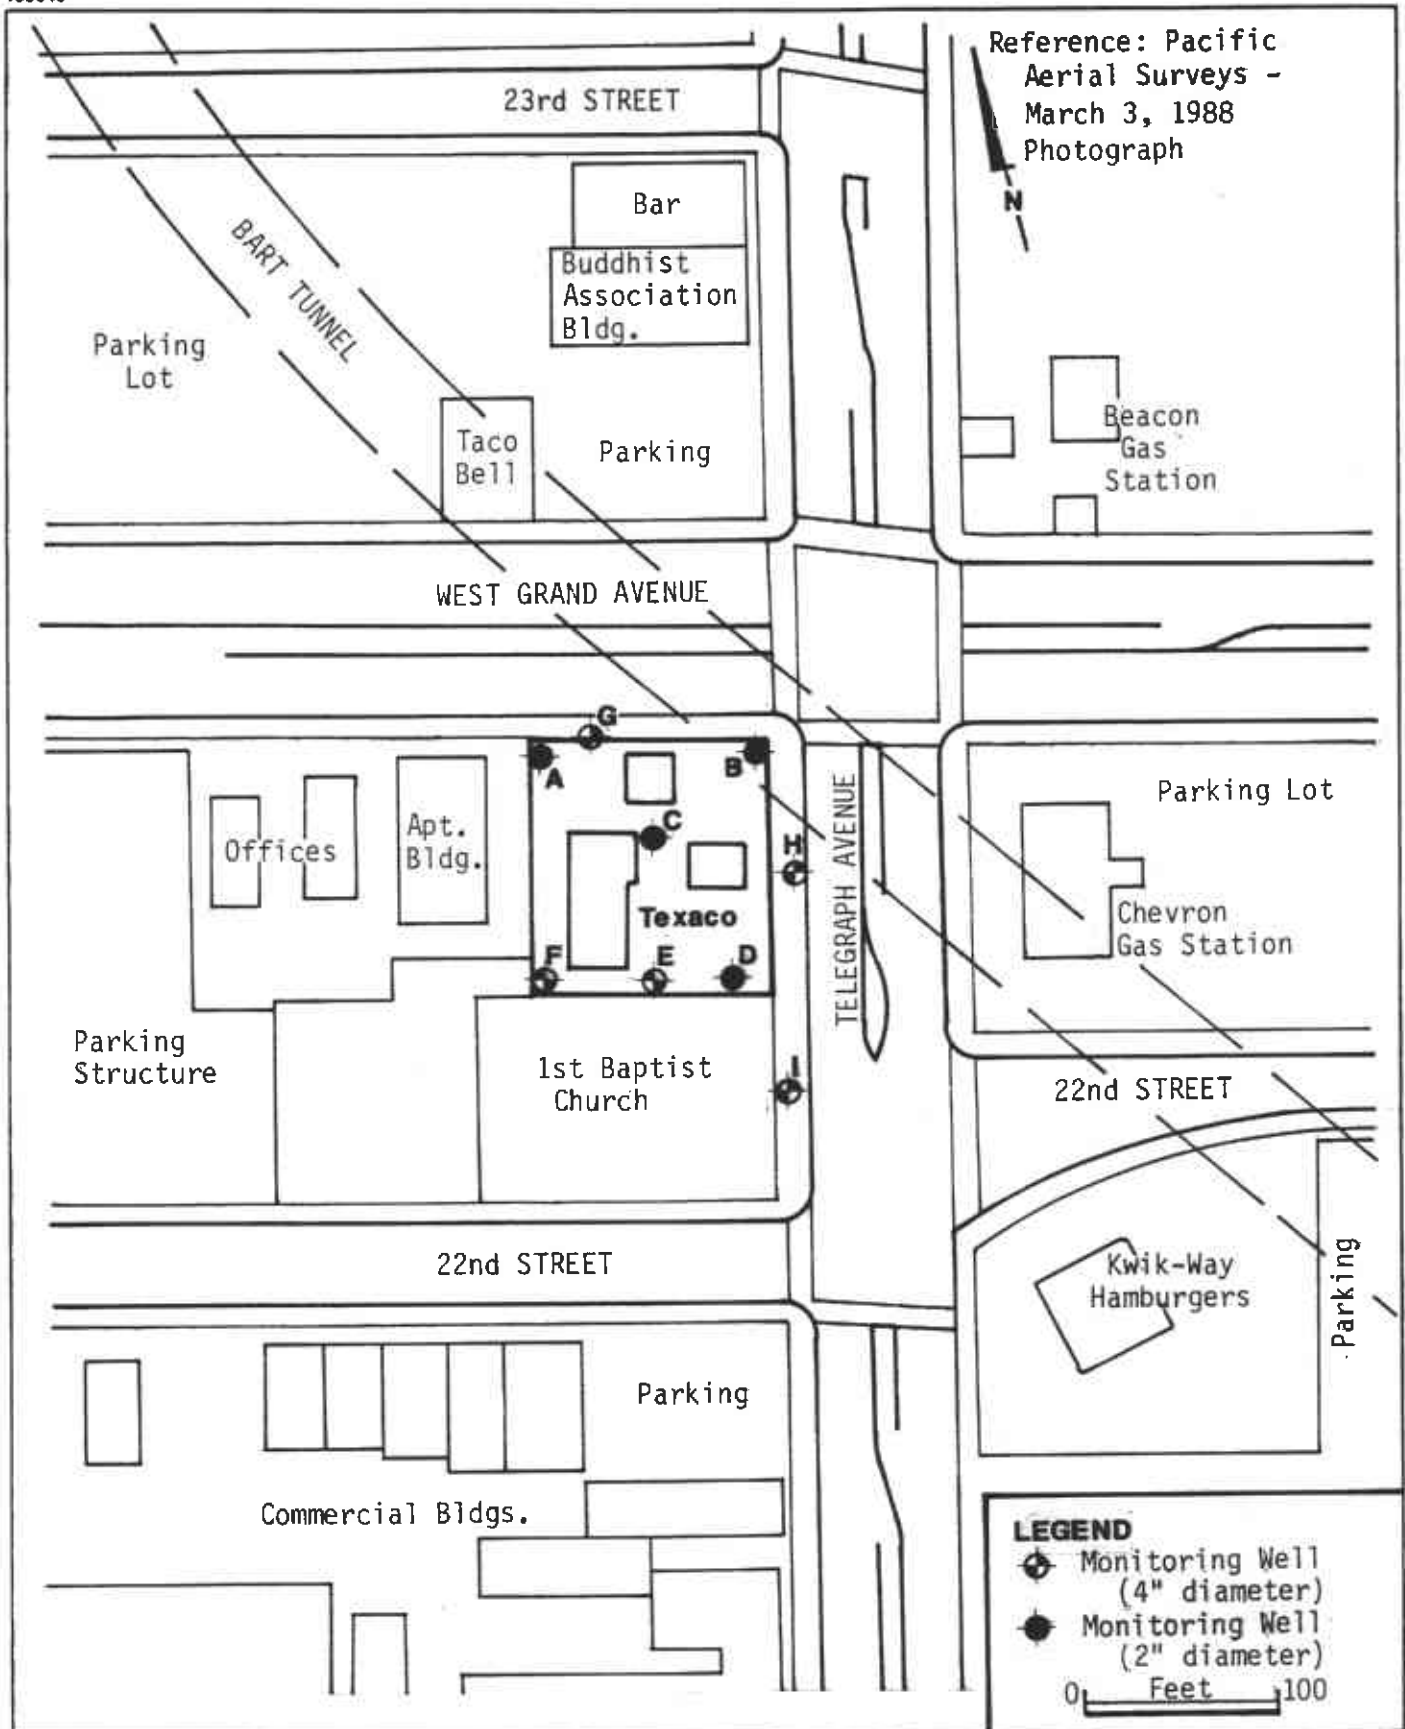 Reference: Pacific
Aerial Surveys -
March 3, 1988
Photograph
N
23rd STREET
Bar
Buddhist
Association
Bldg.
BART TUNNEL
Parking
Lot
Taco
Bell
Parking
Beacon
Gas
Station
WEST GRAND AVENUE
G
A
B
C
H
Offices
Apt.
Bldg.
Texaco
F
E
D
TELEGRAPH AVENUE
Parking Lot
Chevron
Gas Station
Parking
Structure
1st Baptist
Church
I
22nd STREET
22nd STREET
Kwik-Way
Hamburgers
Parking
Parking
Commercial Bldgs.
LEGEND
Monitoring Well
(4" diameter)
Monitoring Well
(2" diameter)
0 Feet 100